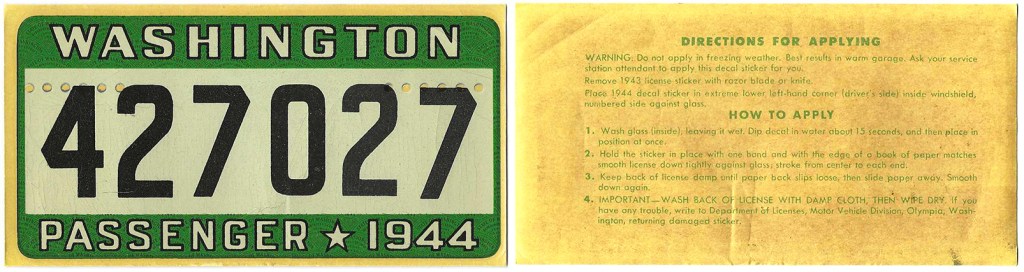 WASHINGTON
427027
PASSENGER ★ 1944
DIRECTIONS FOR APPLYING
WARNING: Do not apply in freezing weather. Best results in warm garage. Ask your service
station attendant to apply this decal sticker for you.
Remove 1943 license sticker with razor blade or knife.
Place 1944 decal sticker in extreme lower left-hand corner (driver's side) inside windshield,
numbered side against glass.
HOW TO APPLY
1. Wash glass (inside), leaving it wet. Dip decal in water about 15 seconds, and then place in
position at once.
2. Hold the sticker in place with one hand and with the edge of a book of paper matches
smooth license down tightly against glass; stroke from center to each end.
3. Keep back of license damp until paper back slips loose, then slide paper away. Smooth
down again.
4. IMPORTANT—WASH BACK OF LICENSE WITH DAMP CLOTH, THEN WIPE DRY. If you
have any trouble, write to Department of Licenses, Motor Vehicle Division, Olympia, Wash-
ington, returning damaged sticker.